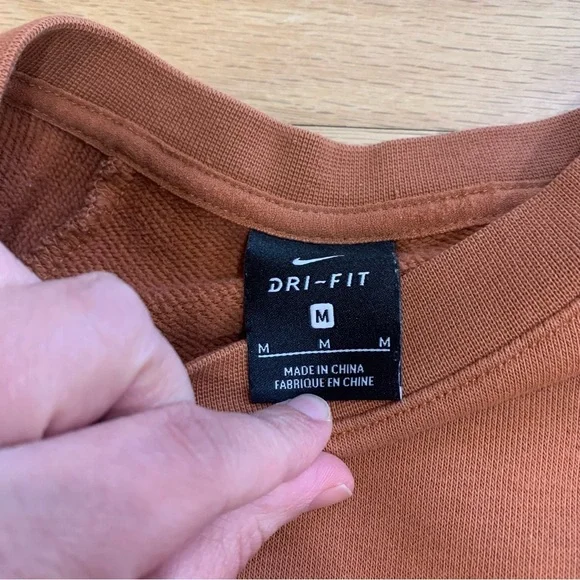 DRI-FIT
M
M M M
MADE IN CHINA
FABRIQUE EN CHINE